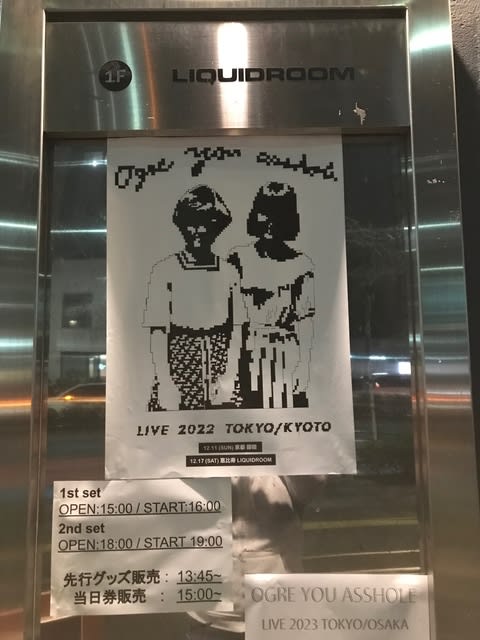 1F
LIQUIDROOM
Ogre you asshole
LIVE 2022 TOKYO/KYOTO
12.11 (SUN) 京都 磔磔
12.17 (SAT) 恵比寿 LIQUIDROOM
1st set
OPEN:15:00 / START:16:00
2nd set
OPEN:18:00 / START 19:00
先行グッズ販売 : 13:45~
当日券販売 : 15:00~
OGRE YOU ASSHOLE
LIVE 2023 TOKYO/OSAKA